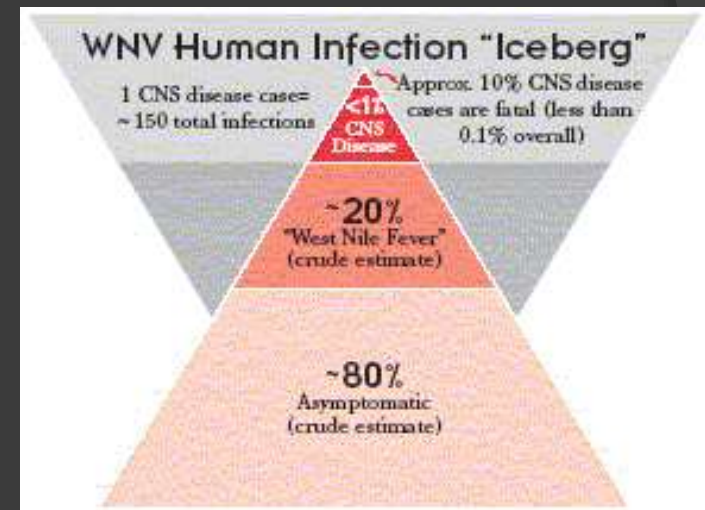 WNV Human Infection "Iceberg"
1 CNS disease case=
~150 total infections
Approx. 10% CNS disease
cases are fatal (less than
0.1% overall)
<1%
CNS
Disease
~20%
"West Nile Fever"
(crude estimate)
~80%
Asymptomatic
(crude estimate)